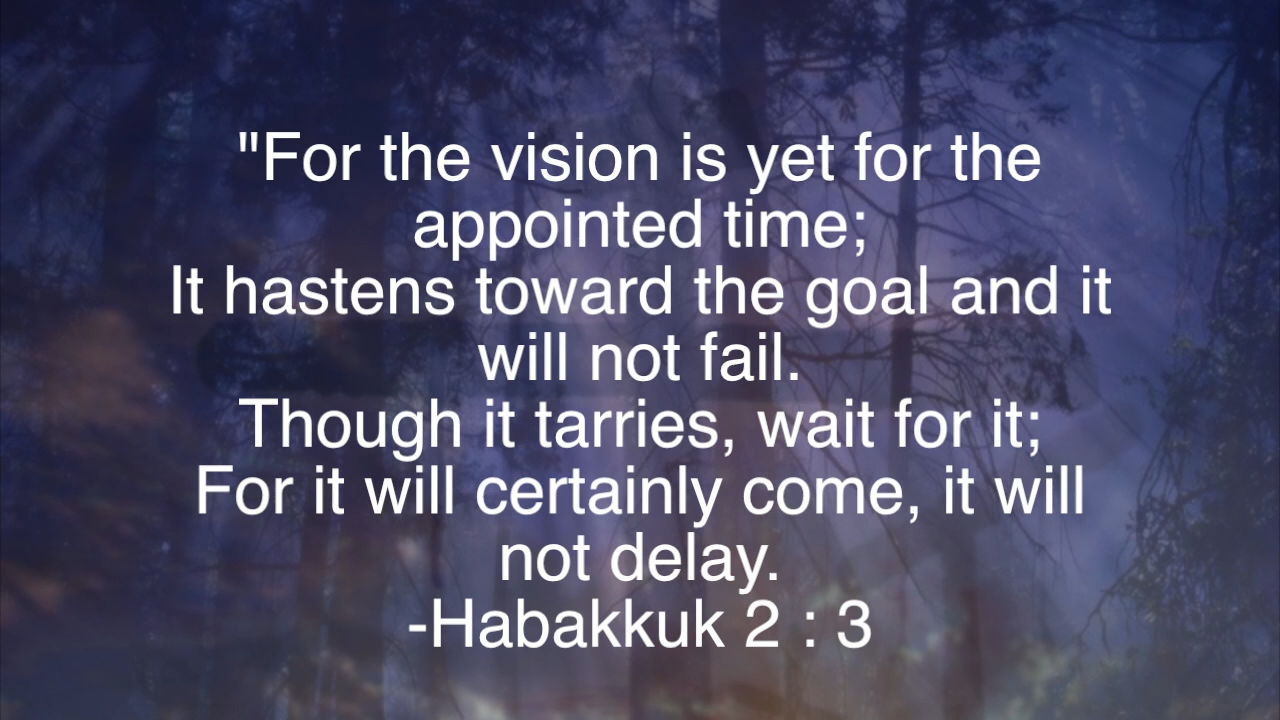 "For the vision is yet for the
appointed time;
It hastens toward the goal and it
will not fail.
Though it tarries, wait for it;
For it will certainly come, it will
not delay.
-Habakkuk 2 : 3